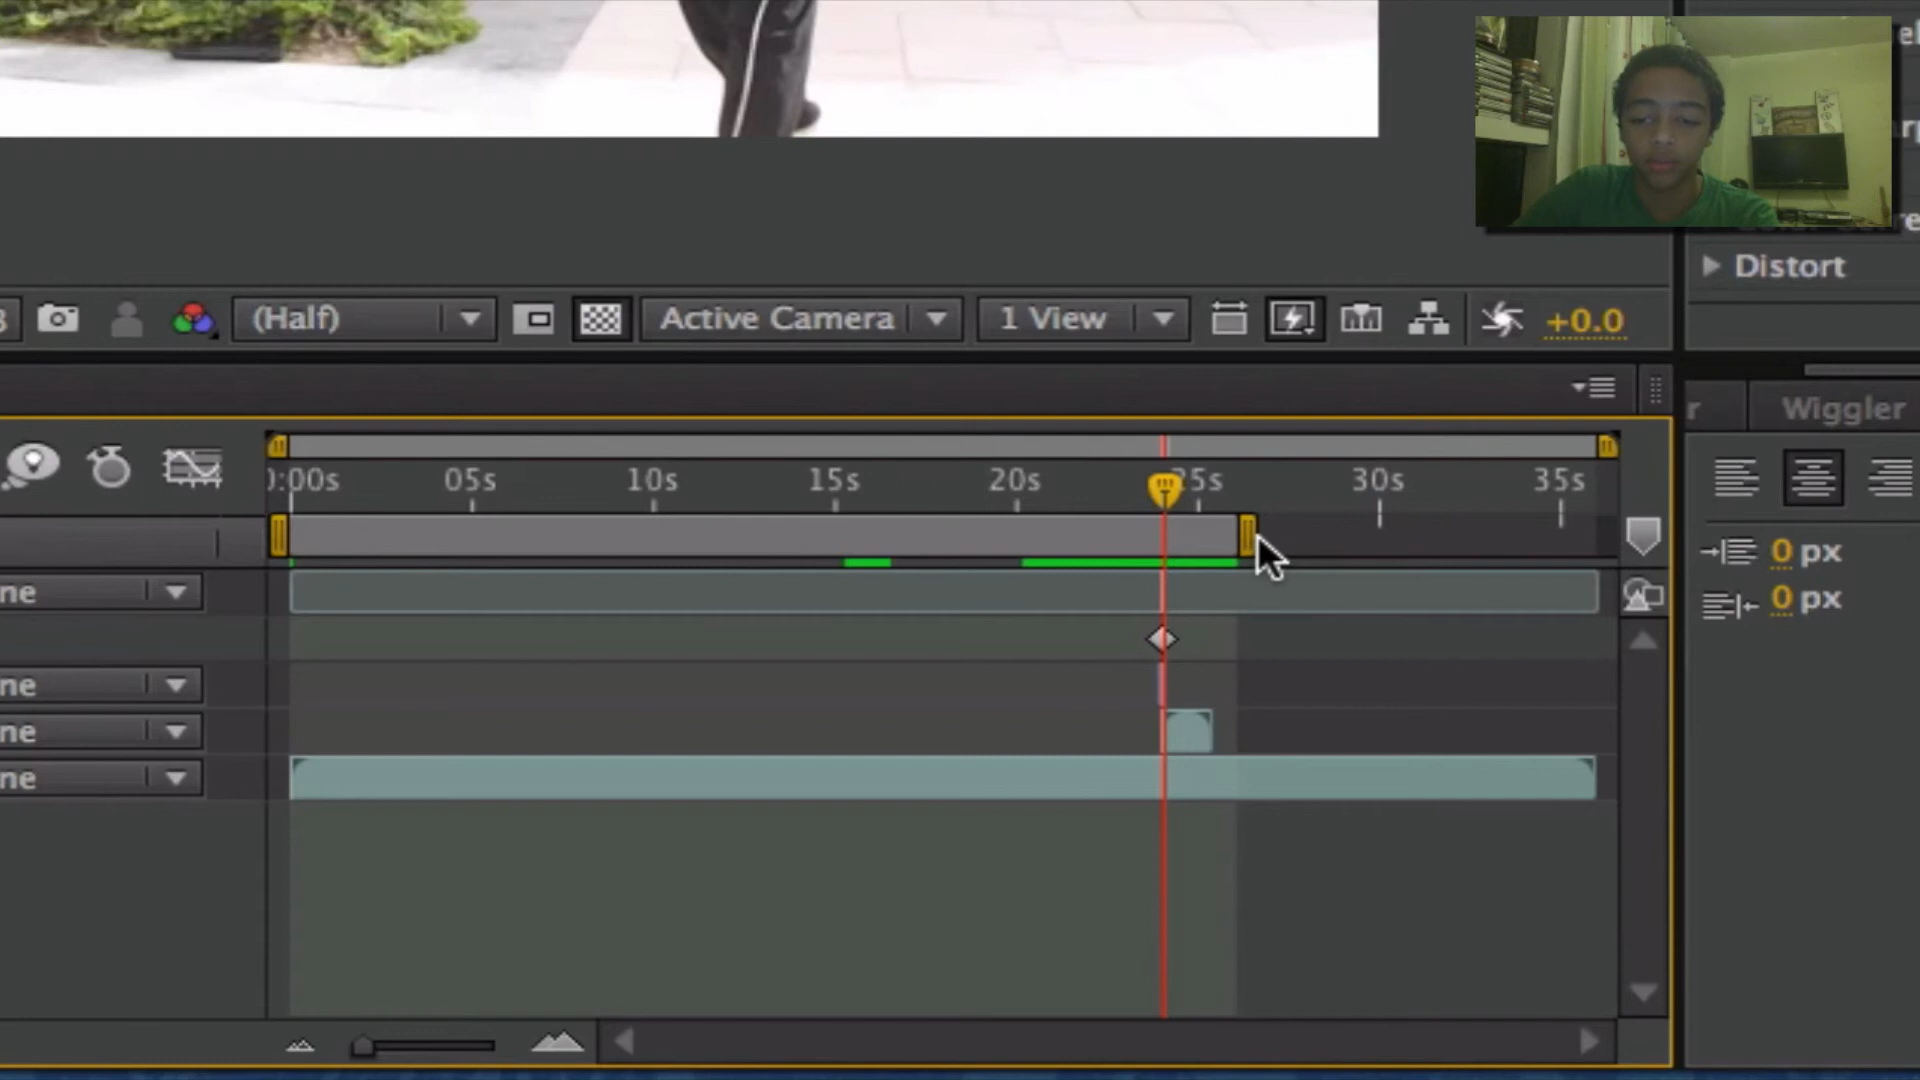 Distort
(Half)
Active Camera
1 View
+0.0
Wiggler
0:00s 05s 10s 15s 20s 25s 30s 35s
0 px
0 px
ne
ne
ne
ne